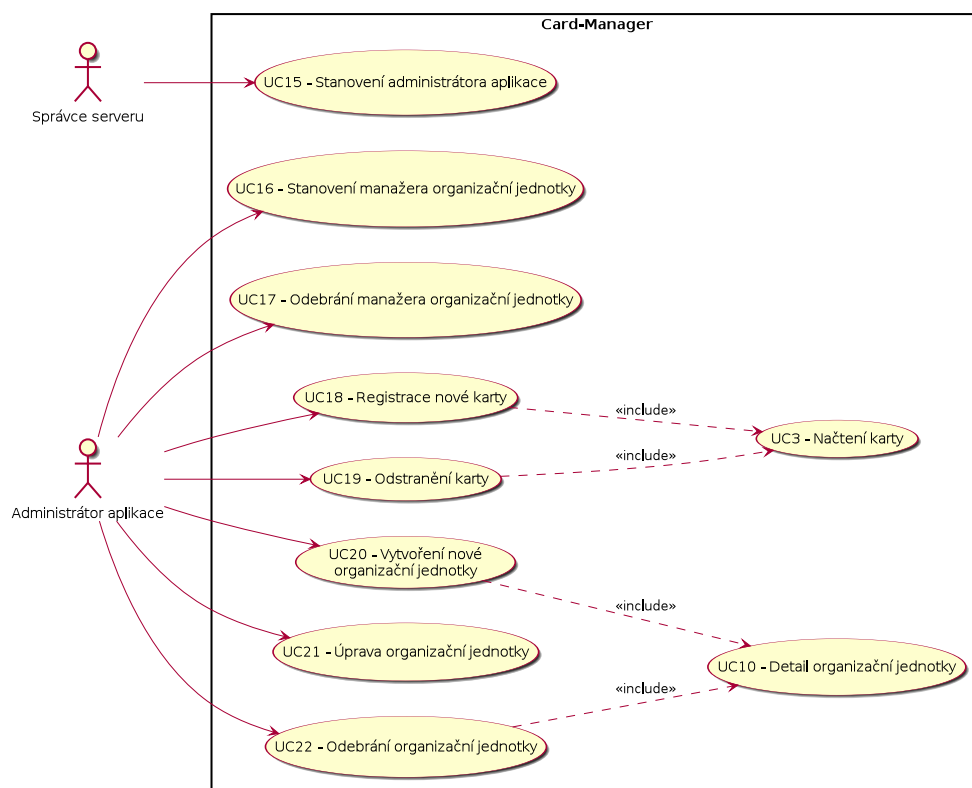 Card-Manager
Správce serveru
UC15 - Stanovení administrátora aplikace
UC16 - Stanovení manažera organizační jednotky
UC17 - Odebrání manažera organizační jednotky
UC18 - Registrace nové karty
«include»
UC3 - Načtení karty
«include»
UC19 - Odstranění karty
Administrátor aplikace
UC20 - Vytvoření nové
organizační jednotky
«include»
UC21 - Úprava organizační jednotky
UC10 - Detail organizační jednotky
«include»
UC22 - Odebrání organizační jednotky